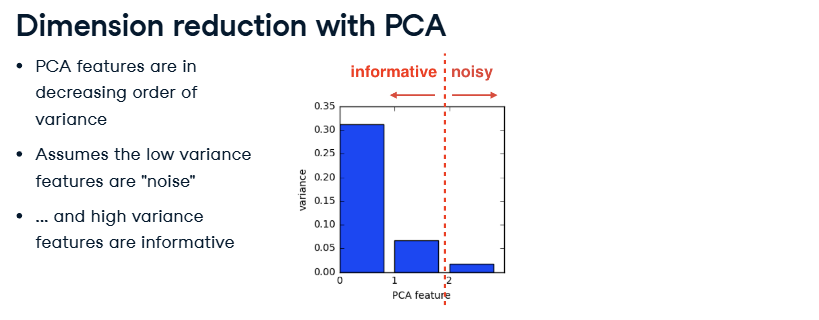 Dimension reduction with PCA
• PCA features are in
decreasing order of
variance
• Assumes the low variance
features are "noise"
• ... and high variance
features are informative
informative noisy
0.35
0.30
0.25
0.20
0.15
0.10
0.05
0.00
variance
0 1 2
PCA feature